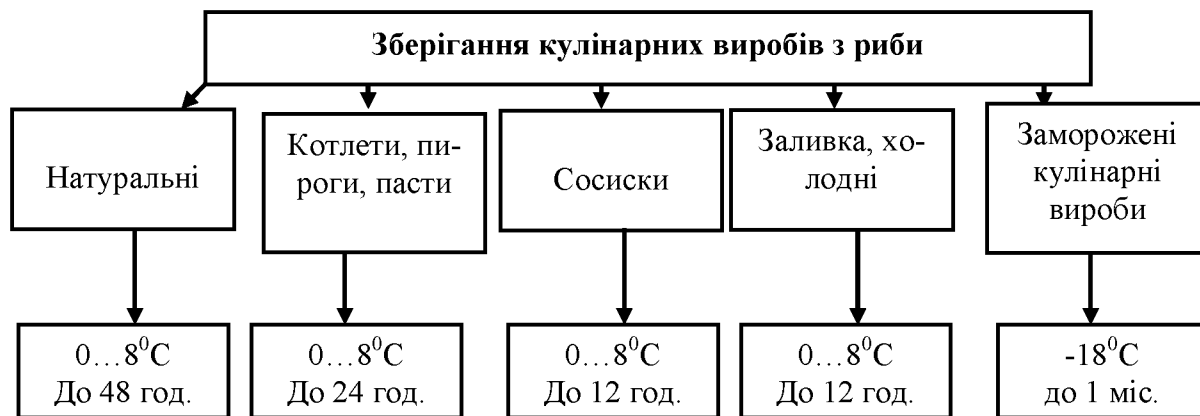 Зберігання кулінарних виробів з риби
Натуральні
Котлети, пи-
роги, пасти
Сосиски
Заливка, хо-
лодні
Заморожені
кулінарні
вироби
0…8⁰С
До 48 год.
0…8⁰С
До 24 год.
0…8⁰С
До 12 год.
0…8⁰С
До 12 год.
-18⁰С
до 1 міс.